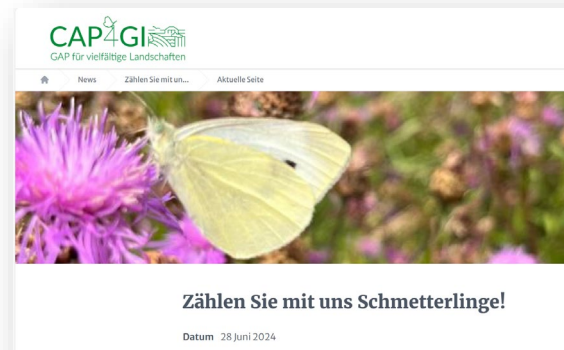 CAP4GI
GAP für vielfältige Landschaften
News Zählen Sie mit un... Aktuelle Seite
Zählen Sie mit uns Schmetterlinge!
Datum 28 Juni 2024